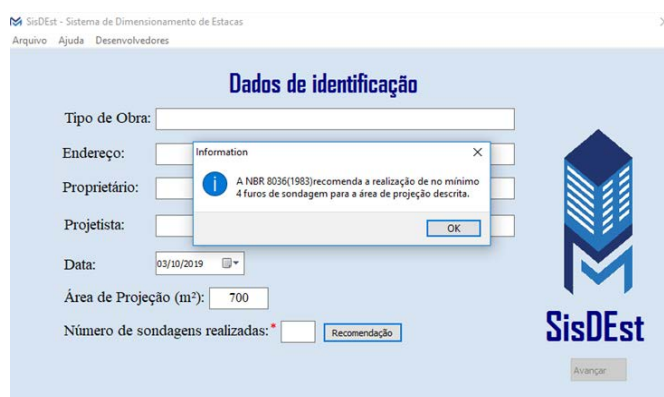 SisDEst - Sistema de Dimensionamento de Estacas
Arquivo Ajuda Desenvolvedores
Dados de identificação
Tipo de Obra:
Endereço:
Information
A NBR 8036(1983)recomenda a realização de no mínimo
4 furos de sondagem para a área de projeção descrita.
OK
Proprietário:
Projetista:
Data: 03/10/2019
Área de Projeção (m²): 700
Número de sondagens realizadas:* Recomendação
SisDEst
Avançar